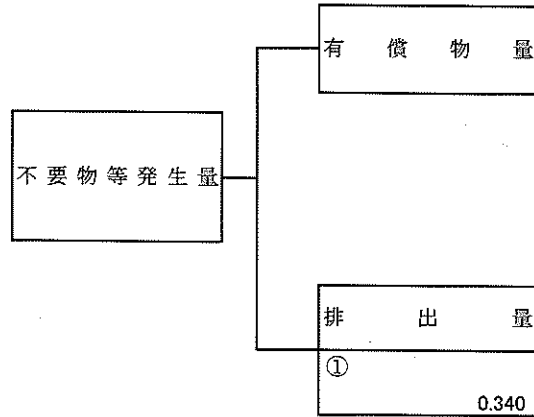 有償物量
不要物等発生量
排出量
①
0.340